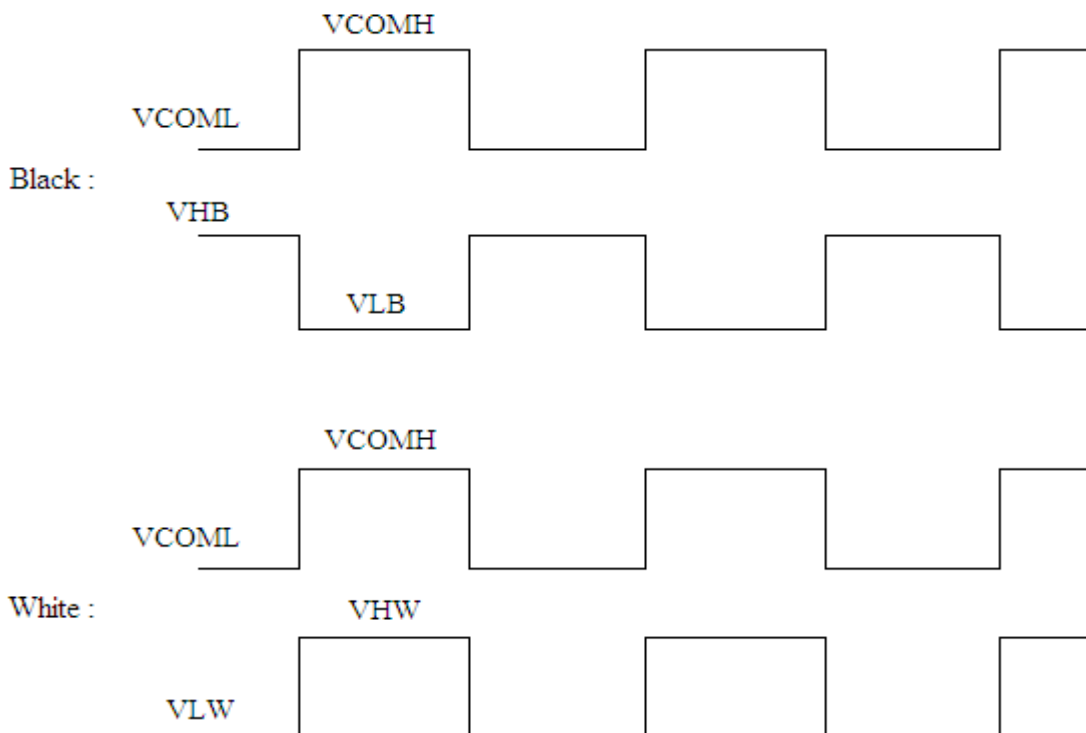 VCOMH
VCOML
Black :
VHB
VLB
VCOMH
VCOML
White :
VHW
VLW